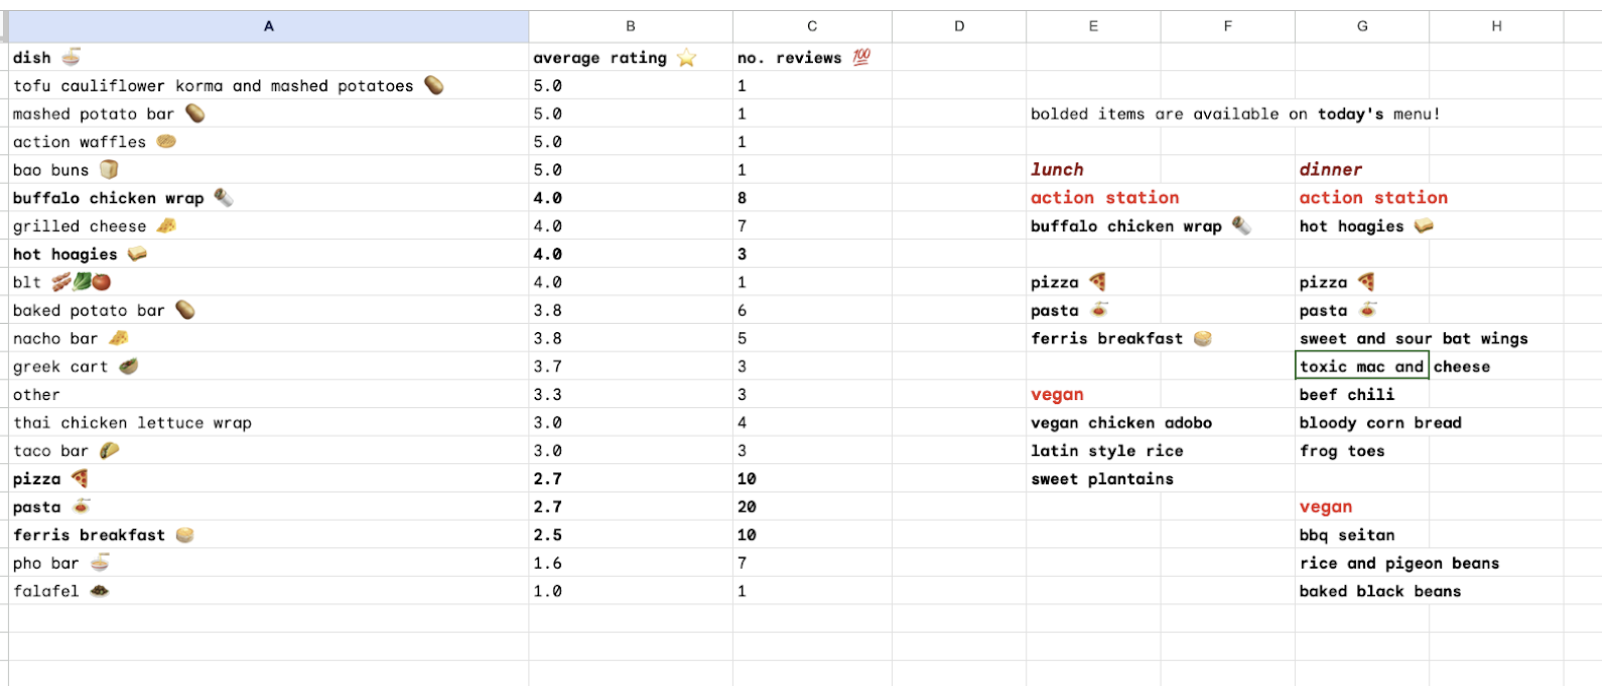 A B C D E F G H
dish 🍜 average rating ⭐ no. reviews 💯
tofu cauliflower korma and mashed potatoes 🥔 5.0 1
mashed potato bar 🥔 5.0 1 bolded items are available on today's menu!
action waffles 🧇 5.0 1
bao buns 🍞 5.0 1 lunch dinner
buffalo chicken wrap 🌯 4.0 8 action station action station
grilled cheese 🧀 4.0 7 buffalo chicken wrap 🌯 hot hoagies 🥪
hot hoagies 🥪 4.0 3
blt 🥓🥬🍅 4.0 1 pizza 🍕 pizza 🍕
baked potato bar 🥔 3.8 6 pasta 🍝 pasta 🍝
nacho bar 🧀 3.8 5 ferris breakfast 🥞 sweet and sour bat wings
greek cart 🥙 3.7 3 toxic mac and cheese
other 3.3 3 vegan beef chili
thai chicken lettuce wrap 3.0 4 vegan chicken adobo bloody corn bread
taco bar 🌮 3.0 3 latin style rice frog toes
pizza 🍕 2.7 10 sweet plantains
pasta 🍝 2.7 20 vegan
ferris breakfast 🥞 2.5 10 bbq seitan
pho bar 🍜 1.6 7 rice and pigeon beans
falafel 🧆 1.0 1 baked black beans